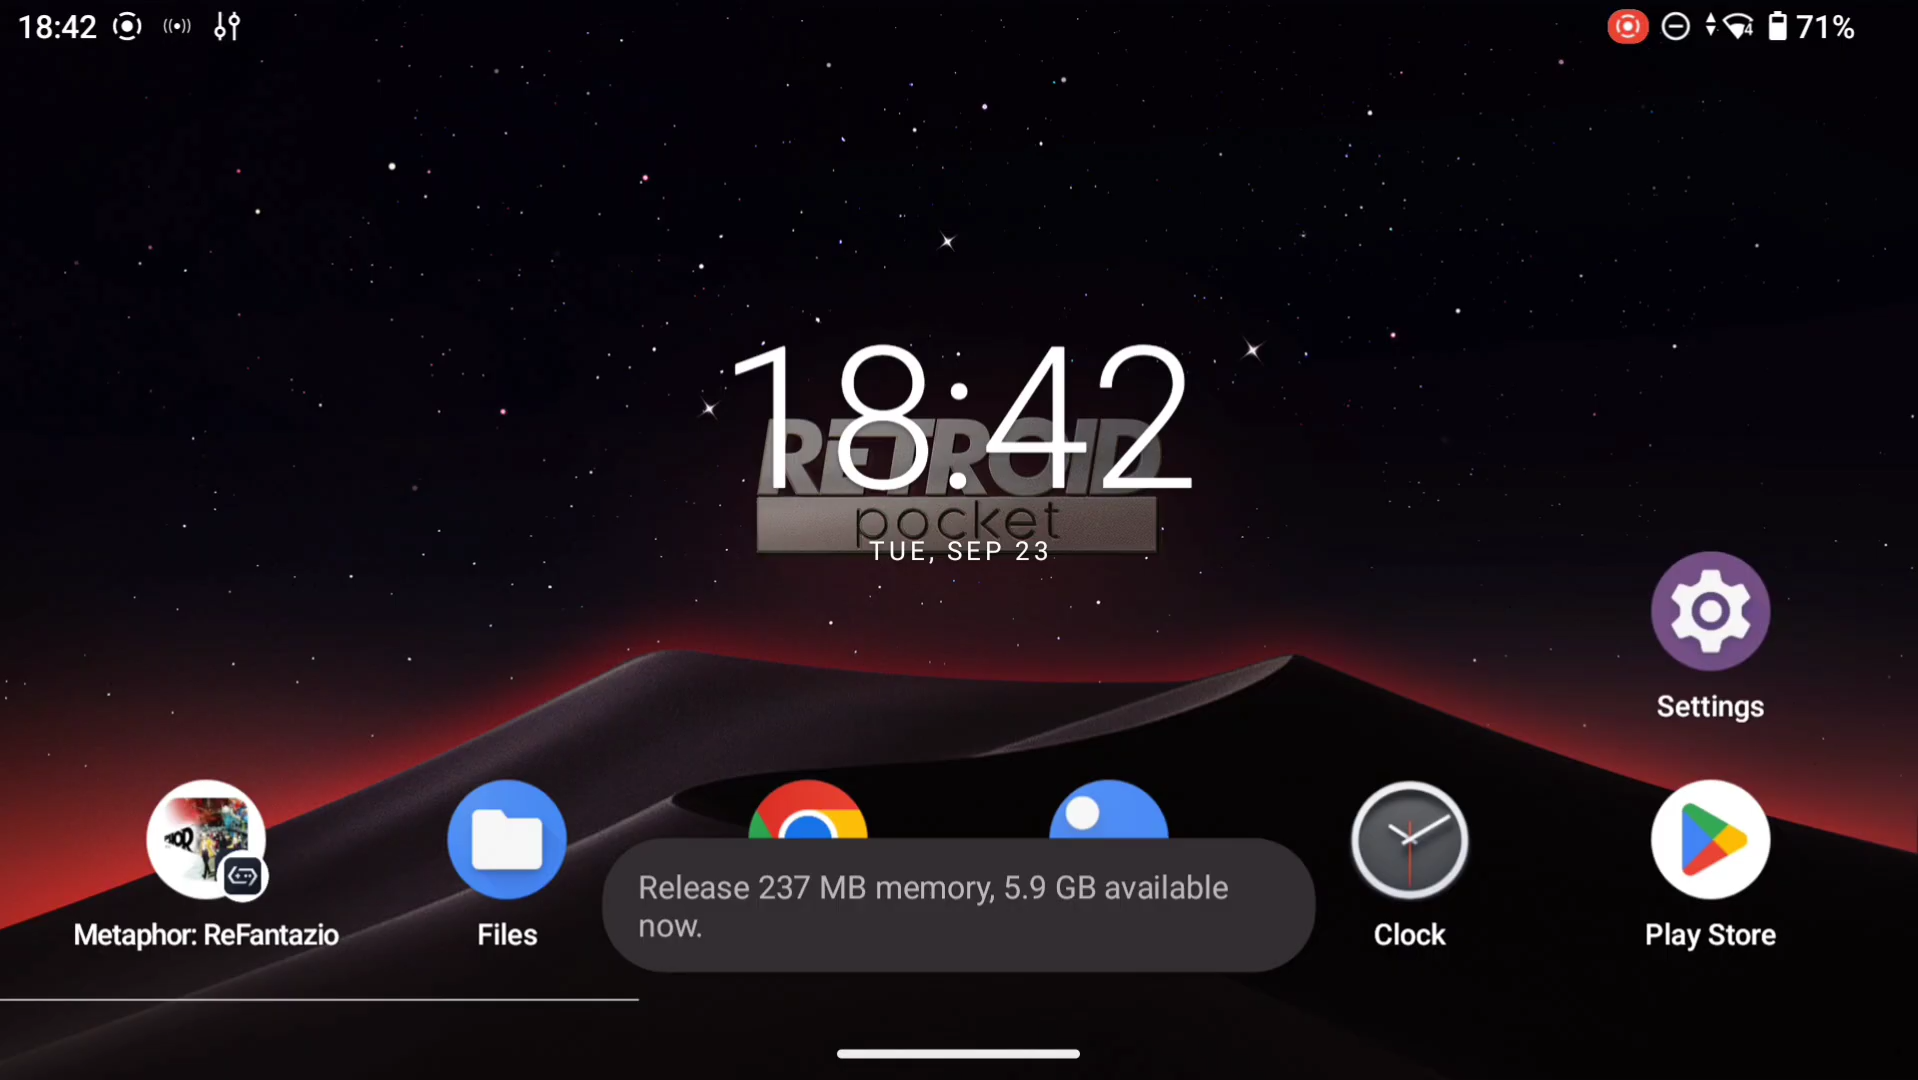 18:42
4
71%
18:42
RETROID
pocket
TUE, SEP 23
Settings
Metaphor: ReFantazio
Files
Release 237 MB memory, 5.9 GB available
now.
Clock
Play Store